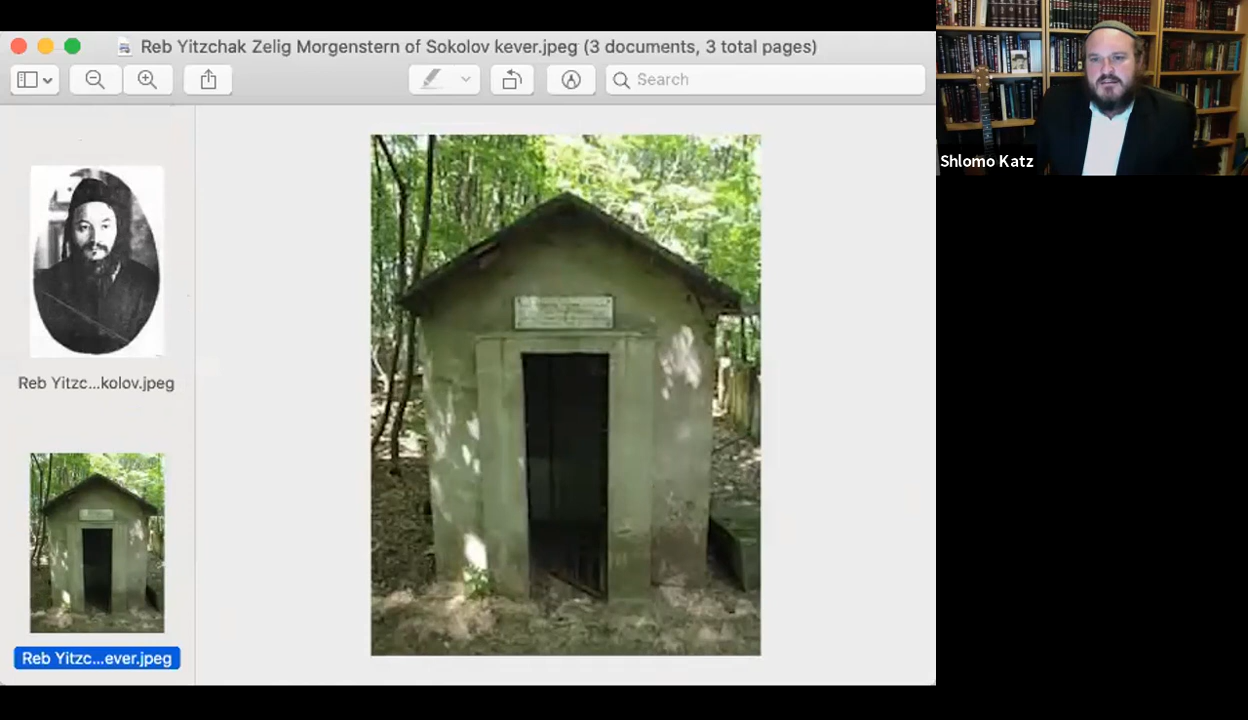 Reb Yitzchak Zelig Morgenstern of Sokolov kever.jpeg (3 documents, 3 total pages)
Search
Shlomo Katz
Reb Yitzc...kolov.jpeg
Reb Yitzc...ever.jpeg